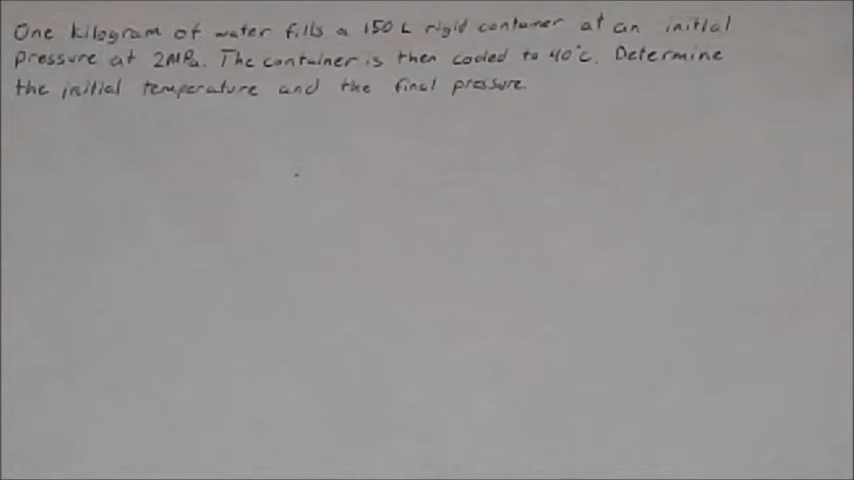 One kilogram of water fills a 150 L rigid container at an initial
pressure at 2MPa. The container is then cooled to 40°C. Determine
the initial temperature and the final pressure.